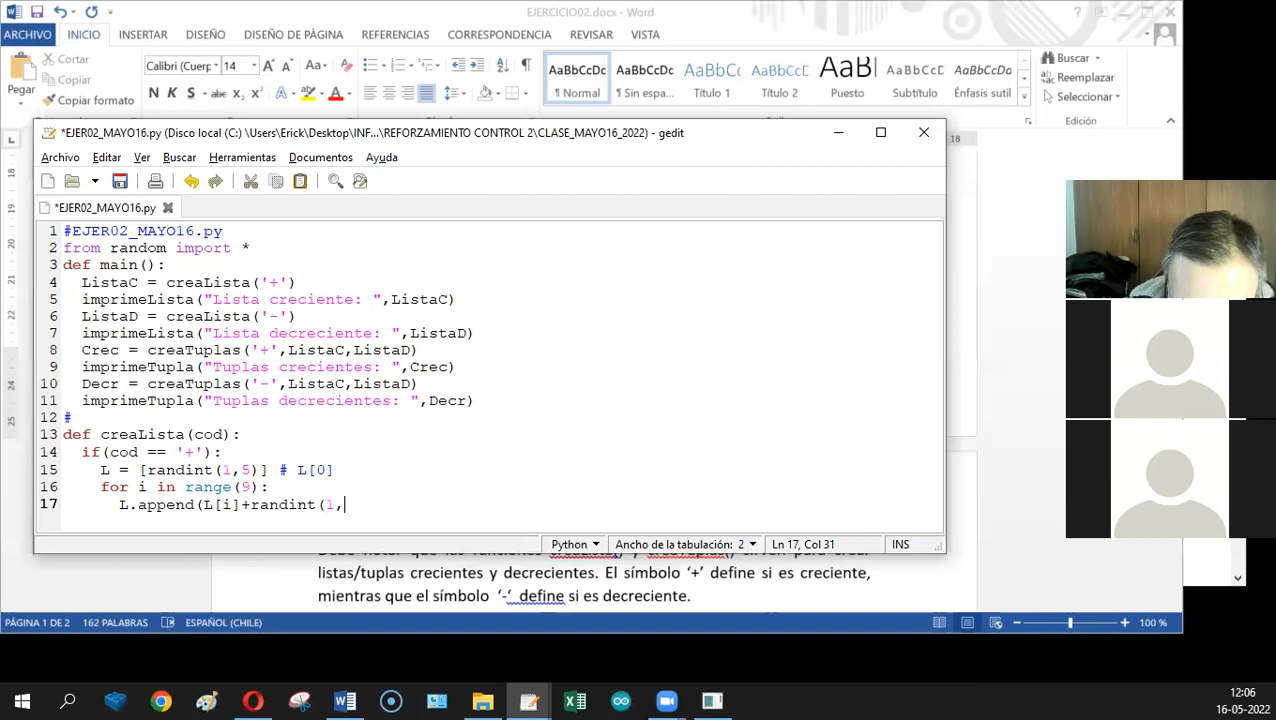 EJERCICIO02.docx - Word
ARCHIVO INICIO INSERTAR DISEÑO DISEÑO DE PÁGINA REFERENCIAS CORRESPONDENCIA REVISAR VISTA
Pegar
Cortar
Copiar
Copiar formato
Calibri (Cuerp 14
N K S abc x₂ x²
AaBbCcDc AaBbCcDc AaBbCc AaBbCcC AaB AaBbCcD AaBbCcDc
¶ Normal ¶ Sin espa... Título 1 Título 2 Título Subtítulo Énfasis sutil
Buscar
Reemplazar
Seleccionar
Edición
*EJER02_MAYO16.py (Disco local (C:) \Users\Erick\Desktop\INF...\REFORZAMIENTO CONTROL 2\CLASE_MAYO16_2022) - gedit
18
Archivo Editar Ver Buscar Herramientas Documentos Ayuda
*EJER02_MAYO16.py
1 #EJER02_MAYO16.py
2 from random import *
3 def main():
4 ListaC = creaLista('+')
5 imprimeLista("Lista creciente: ",ListaC)
6 ListaD = creaLista('-')
7 imprimeLista("Lista decreciente: ",ListaD)
8 Crec = creaTuplas('+',ListaC,ListaD)
9 imprimeTupla("Tuplas crecientes: ",Crec)
10 Decr = creaTuplas('-',ListaC,ListaD)
11 imprimeTupla("Tuplas decrecientes: ",Decr)
12 #
13 def creaLista(cod):
14 if(cod == '+'):
15 L = [randint(1,5)] # L[0]
16 for i in range(9):
17 L.append(L[i]+randint(1,
Python Ancho de la tabulación: 2 Ln 17, Col 31 INS
listas/tuplas crecientes y decrecientes. El símbolo '+' define si es creciente,
mientras que el símbolo '-' define si es decreciente.
PÁGINA 1 DE 2 162 PALABRAS ESPAÑOL (CHILE) 100 %
12:06
16-05-2022